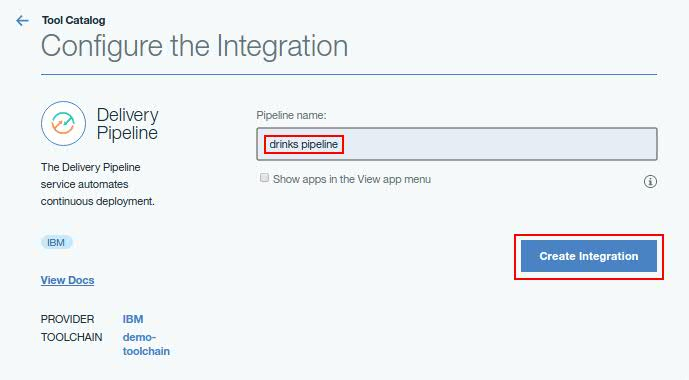 Tool Catalog
Configure the Integration
Delivery
Pipeline
The Delivery Pipeline
service automates
continuous deployment.
IBM
View Docs
PROVIDER IBM
TOOLCHAIN demo-
toolchain
Pipeline name:
drinks pipeline
Show apps in the View app menu
Create Integration